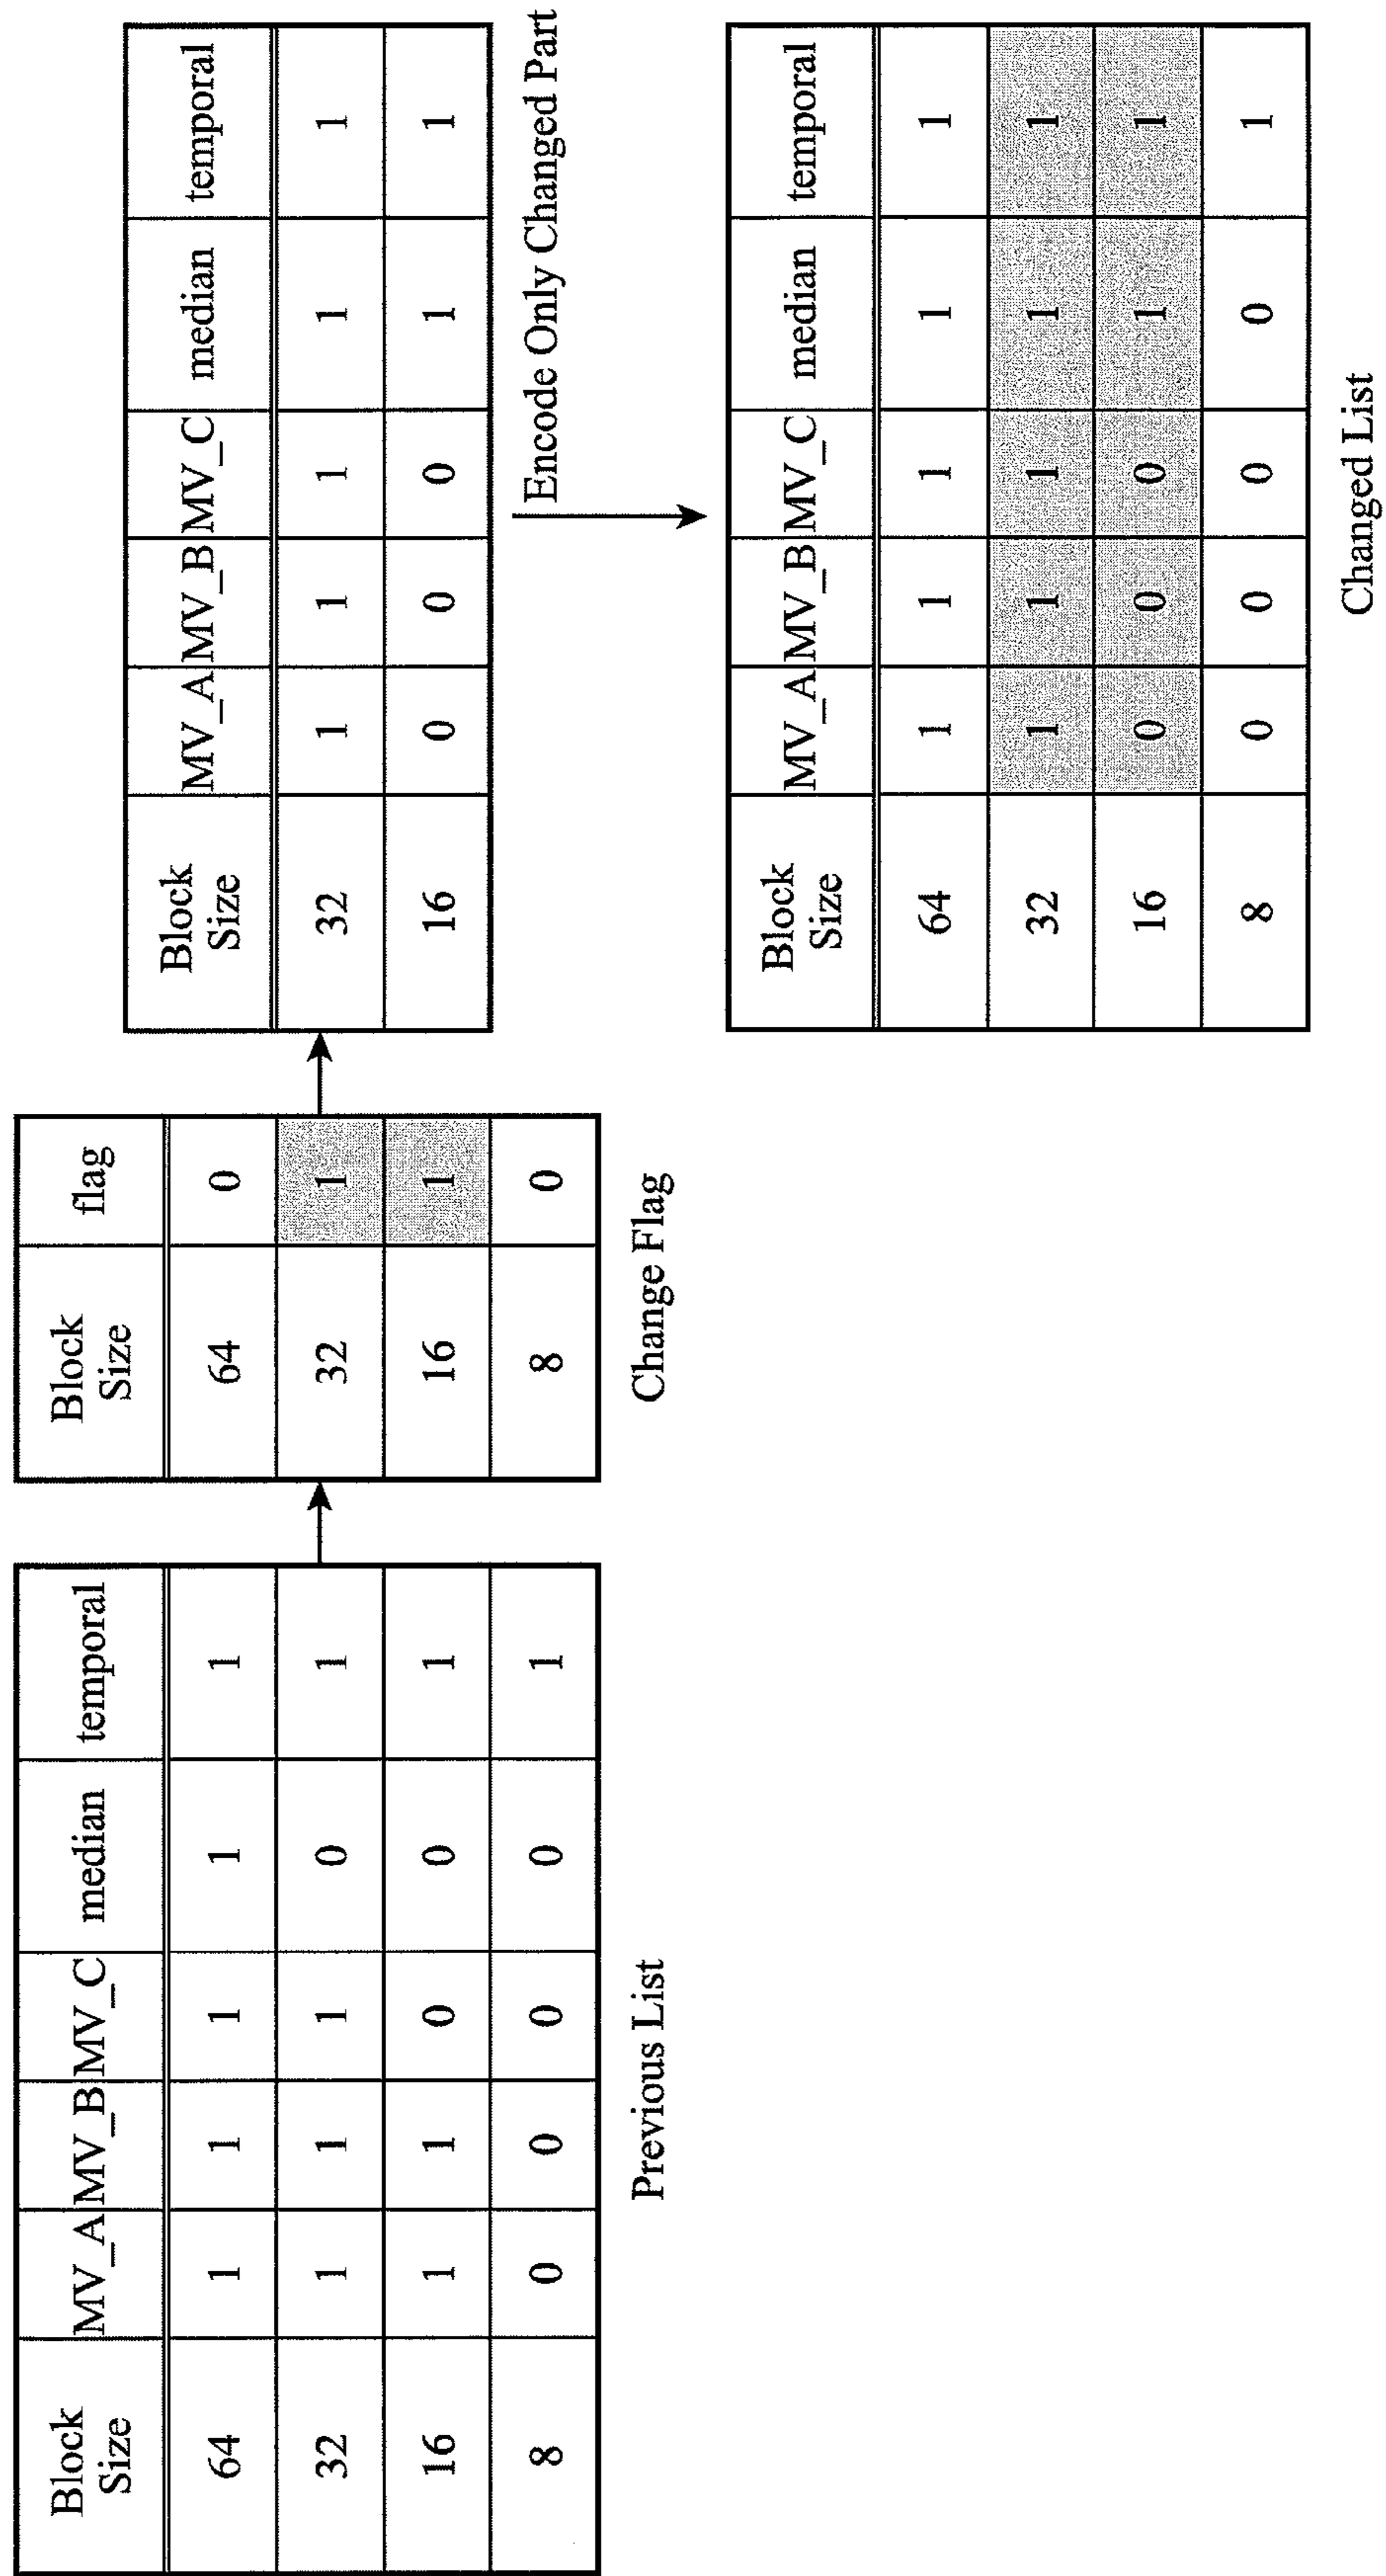 Block Size MV_A MV_B MV_C median temporal
64 1 1 1 1 1
32 1 1 1 0 1
16 1 1 0 0 1
8 0 0 0 0 1
Previous List
Block Size flag
64 0
32 1
16 1
8 0
Change Flag
Block Size MV_A MV_B MV_C median temporal
32 1 1 1 1 1
16 0 0 0 1 1
Encode Only Changed Part
Block Size MV_A MV_B MV_C median temporal
64 1 1 1 1 1
32 1 1 1 1 1
16 0 0 0 1 1
8 0 0 0 0 1
Changed List